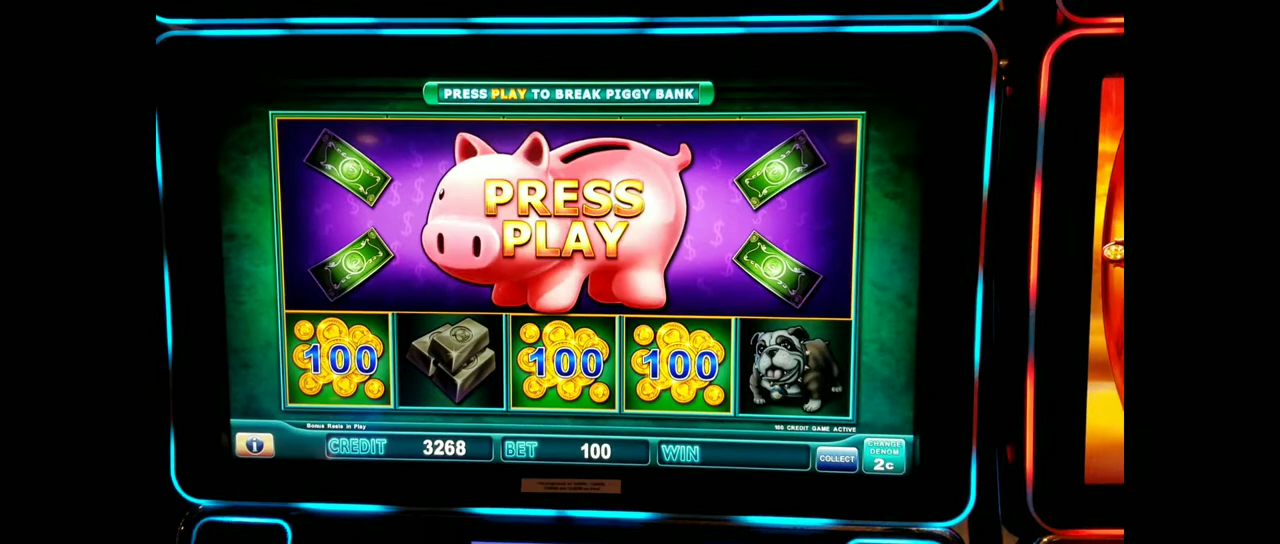 PRESS PLAY TO BREAK PIGGY BANK
PRESS
PLAY
100
100
100
Bonus Reels in Play
100 CREDIT GAME ACTIVE
i
CREDIT 3268
BET 100
WIN
COLLECT
CHANGE
DENOM
2c